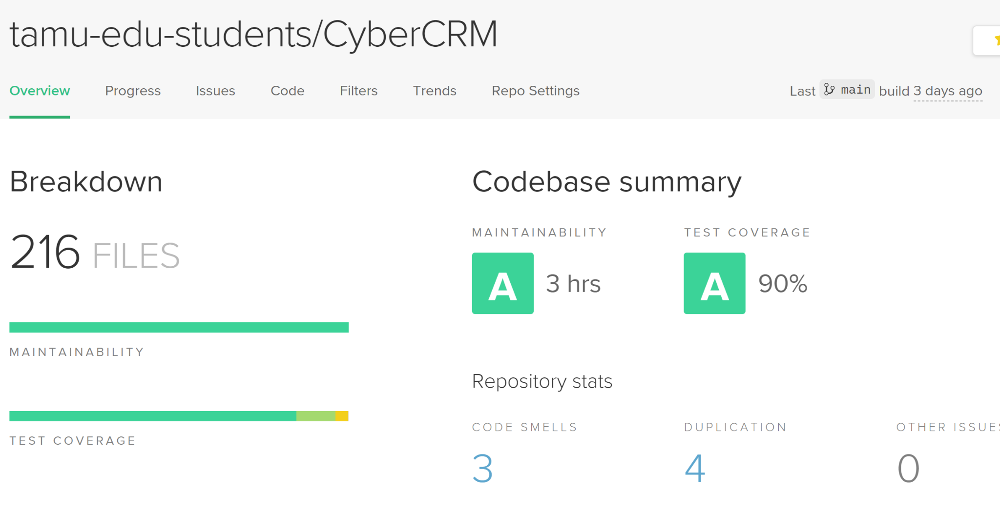 tamu-edu-students/CyberCRM
Overview Progress Issues Code Filters Trends Repo Settings Last main build 3 days ago
Breakdown
216 FILES
MAINTAINABILITY
TEST COVERAGE
Codebase summary
MAINTAINABILITY TEST COVERAGE
A 3 hrs A 90%
Repository stats
CODE SMELLS DUPLICATION OTHER ISSUES
3 4 0